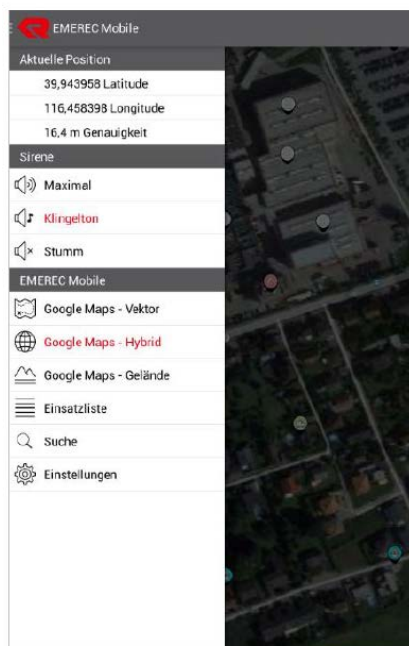 EMEREC Mobile
Aktuelle Position
39,943958 Latitude
116,458398 Longitude
16,4 m Genauigkeit
Sirene
Maximal
Klingelton
Stumm
EMEREC Mobile
Google Maps - Vektor
Google Maps - Hybrid
Google Maps - Gelände
Einsatzliste
Suche
Einstellungen